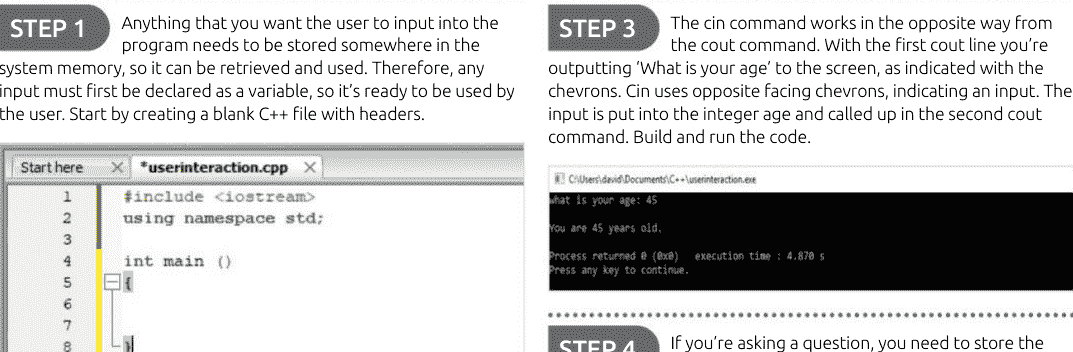 STEP 1
Anything that you want the user to input into the
program needs to be stored somewhere in the
system memory, so it can be retrieved and used. Therefore, any
input must first be declared as a variable, so it's ready to be used by
the user. Start by creating a blank C++ file with headers.
Start here
*userinteraction.cpp
1 #include <iostream>
2 using namespace std;
3
4 int main ()
5 {
6
7
8 }
STEP 3
The cin command works in the opposite way from
the cout command. With the first cout line you're
outputting ‘What is your age’ to the screen, as indicated with the
chevrons. Cin uses opposite facing chevrons, indicating an input. The
input is put into the integer age and called up in the second cout
command. Build and run the code.
C:\Users\david\Documents\C++\userinteraction.exe
what is your age: 45
You are 45 years old.
Process returned 0 (0x0) execution time : 4.870 s
Press any key to continue.
STEP 4
If you're asking a question, you need to store the